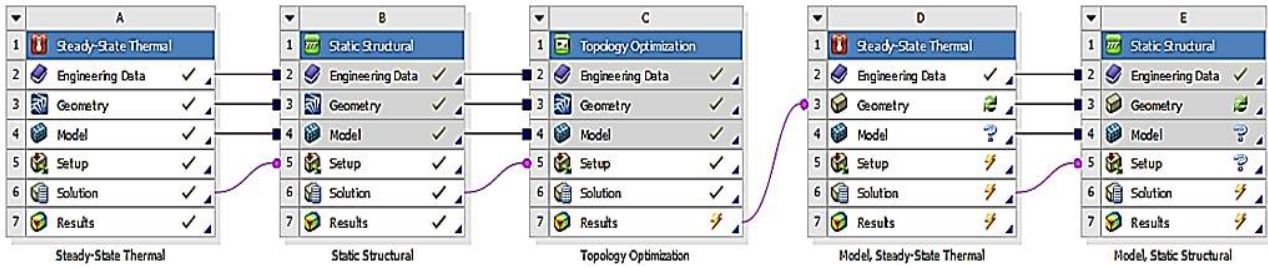 A
1 Steady-State Thermal
2 Engineering Data
3 Geometry
4 Model
5 Setup
6 Solution
7 Results
Steady-State Thermal
B
1 Static Structural
2 Engineering Data
3 Geometry
4 Model
5 Setup
6 Solution
7 Results
Static Structural
C
1 Topology Optimization
2 Engineering Data
3 Geometry
4 Model
5 Setup
6 Solution
7 Results
Topology Optimization
D
1 Steady-State Thermal
2 Engineering Data
3 Geometry
4 Model
5 Setup
6 Solution
7 Results
Model, Steady-State Thermal
E
1 Static Structural
2 Engineering Data
3 Geometry
4 Model
5 Setup
6 Solution
7 Results
Model, Static Structural